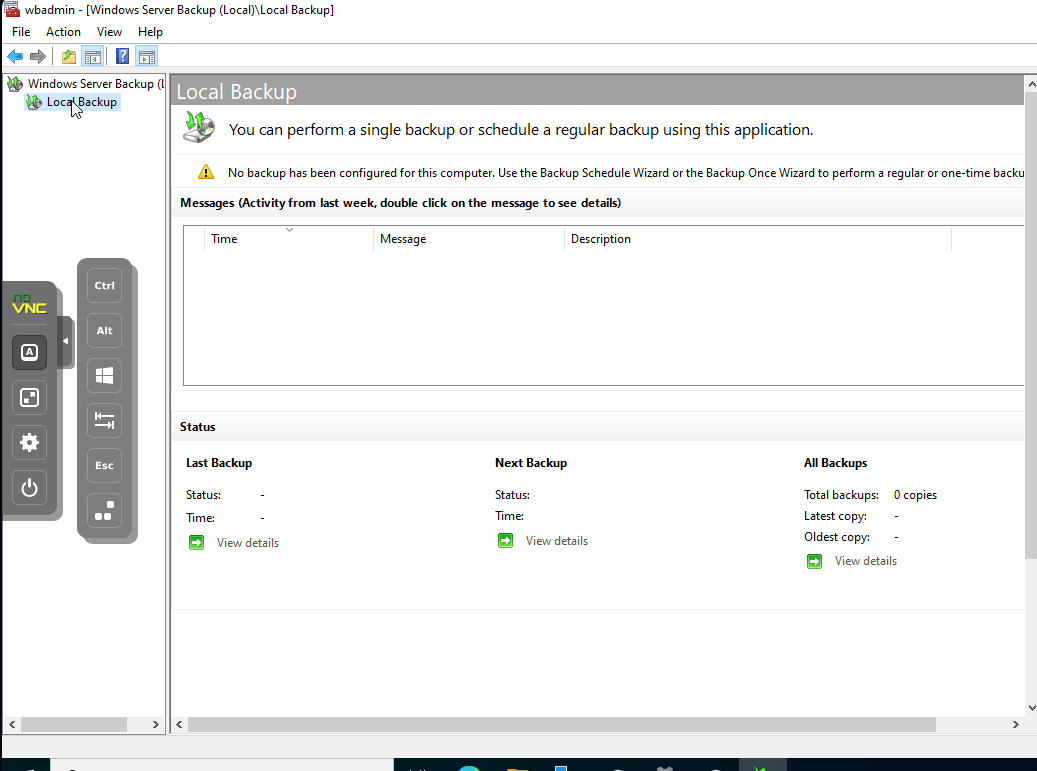 wbadmin - [Windows Server Backup (Local)\Local Backup]
File Action View Help
Windows Server Backup (L
Local Backup
Local Backup
You can perform a single backup or schedule a regular backup using this application.
No backup has been configured for this computer. Use the Backup Schedule Wizard or the Backup Once Wizard to perform a regular or one-time backu
Messages (Activity from last week, double click on the message to see details)
Time Message Description
no
VNC
A
Ctrl
Alt
Esc
Status
Last Backup
Status: -
Time: -
View details
Next Backup
Status:
Time:
View details
All Backups
Total backups: 0 copies
Latest copy: -
Oldest copy: -
View details